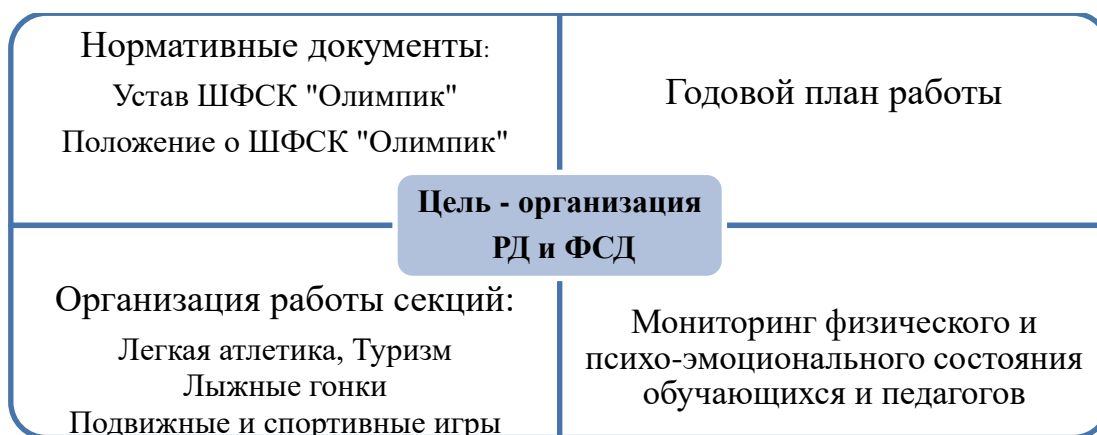 Нормативные документы:
Устав ШФСК "Олимпик"
Положение о ШФСК "Олимпик"
Годовой план работы
Цель - организация
РД и ФСД
Организация работы секций:
Легкая атлетика, Туризм
Лыжные гонки
Подвижные и спортивные игры
Мониторинг физического и
психо-эмоционального состояния
обучающихся и педагогов